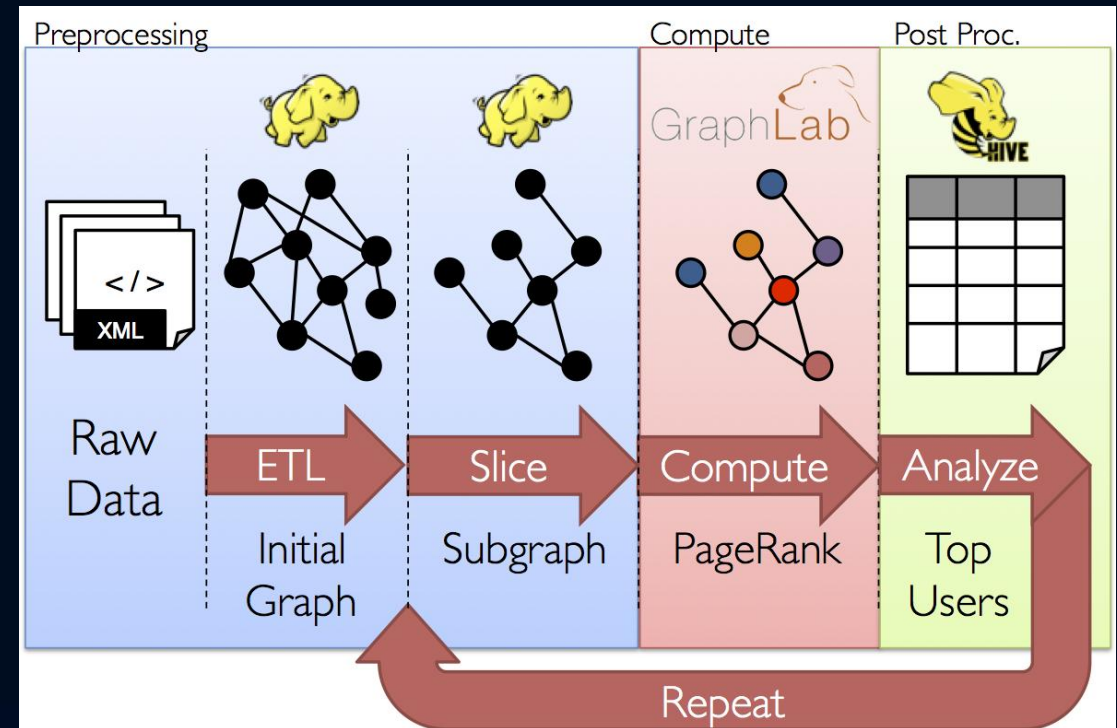 Preprocessing
Compute
Post Proc.
GraphLab
HIVE
</>
XML
Raw
Data
ETL
Slice
Compute
Analyze
Initial
Graph
Subgraph
PageRank
Top
Users
Repeat